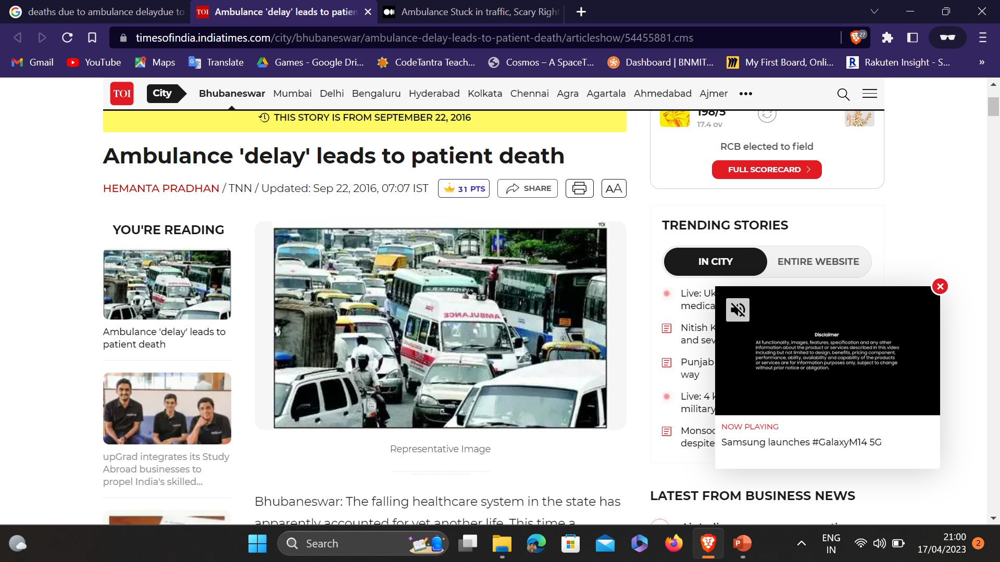 deaths due to ambulance delaydue to
TOI
Ambulance 'delay' leads to patien
Ambulance Stuck in traffic, Scary Right
timesofindia.indiatimes.com/city/bhubaneswar/ambulance-delay-leads-to-patient-death/articleshow/54455881.cms
27
Gmail
YouTube
Maps
Translate
Games - Google Dri...
CodeTantra Teach...
Cosmos – A SpaceT...
Dashboard | BNMIT...
My First Board, Onli...
Rakuten Insight - S...
»
TOI
City
Bhubaneswar
Mumbai
Delhi
Bengaluru
Hyderabad
Kolkata
Chennai
Agra
Agartala
Ahmedabad
Ajmer
•••
THIS STORY IS FROM SEPTEMBER 22, 2016
Ambulance 'delay' leads to patient death
HEMANTA PRADHAN / TNN / Updated: Sep 22, 2016, 07:07 IST
31 PTS
SHARE
AA
YOU'RE READING
Ambulance 'delay' leads to
patient death
upGrad integrates its Study
Abroad businesses to
propel India's skilled...
TOI
S.R.S. Travels
AMBULANCE
Representative Image
Bhubaneswar: The falling healthcare system in the state has
apparently accounted for yet another life. This time a
198/5
17.4 ov
RCB elected to field
FULL SCORECARD
TRENDING STORIES
IN CITY
ENTIRE WEBSITE
Live: Uk
medica
Nitish K
and sev
Punjab
way
Live: 4 k
military
Monsoo
despite
Disclaimer
All functionality, images, features, specification and any other
information about the product or services described in this video
including but not limited to design, benefits, pricing component,
performance, ability, availability and capability of the products
or services are for information purposes only, subject to change
without prior notice or obligation.
NOW PLAYING
Samsung launches #GalaxyM14 5G
LATEST FROM BUSINESS NEWS
Search
ENG
IN
21:00
17/04/2023
2